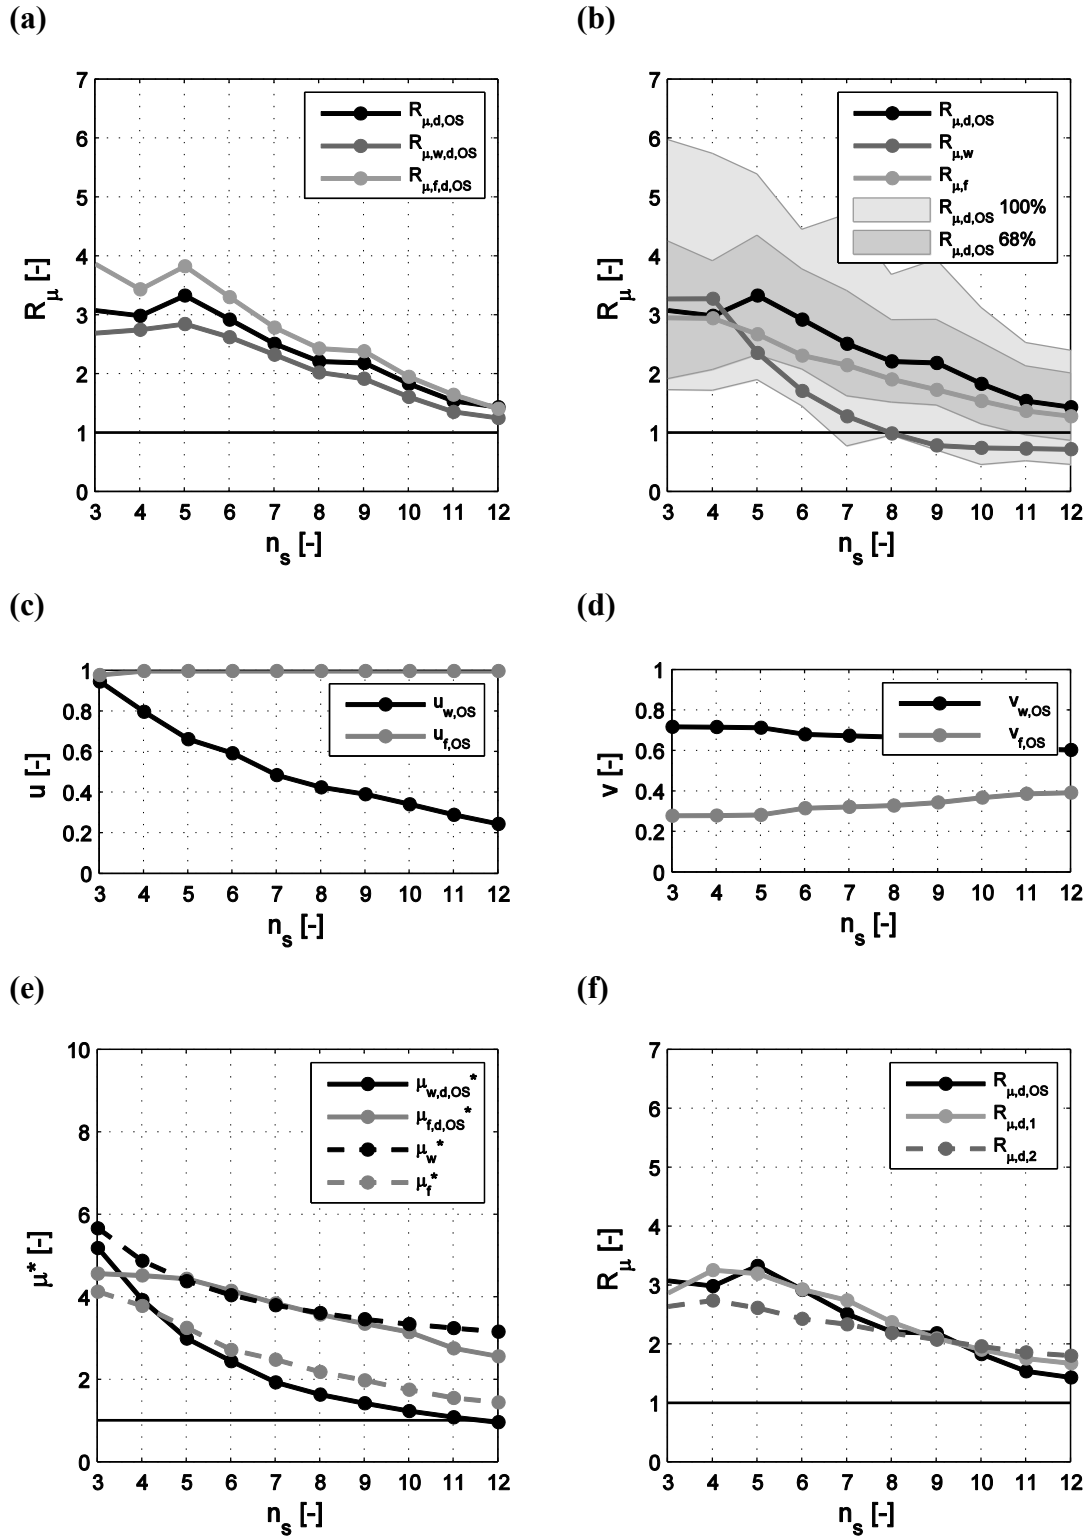 (a)
(b)
7
6
5
4
3
2
1
0
R_μ [-]
R_μ,d,OS
R_μ,w,d,OS
R_μ,f,d,OS
3 4 5 6 7 8 9 10 11 12
n_s [-]
7
6
5
4
3
2
1
0
R_μ [-]
R_μ,d,OS
R_μ,w
R_μ,f
R_μ,d,OS 100%
R_μ,d,OS 68%
3 4 5 6 7 8 9 10 11 12
n_s [-]
(c)
(d)
1
0.8
0.6
0.4
0.2
0
u [-]
u_w,OS
u_f,OS
3 4 5 6 7 8 9 10 11 12
n_s [-]
1
0.8
0.6
0.4
0.2
0
v [-]
v_w,OS
v_f,OS
3 4 5 6 7 8 9 10 11 12
n_s [-]
(e)
(f)
10
8
6
4
2
0
μ* [-]
μ_w,d,OS*
μ_f,d,OS*
μ_w*
μ_f*
3 4 5 6 7 8 9 10 11 12
n_s [-]
7
6
5
4
3
2
1
0
R_μ [-]
R_μ,d,OS
R_μ,d,1
R_μ,d,2
3 4 5 6 7 8 9 10 11 12
n_s [-]